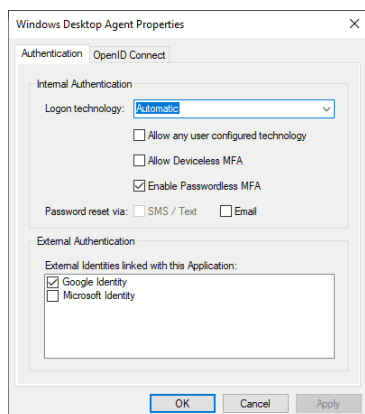 Windows Desktop Agent Properties
Authentication OpenID Connect
Internal Authentication
Logon technology: Automatic
Allow any user configured technology
Allow Deviceless MFA
Enable Passwordless MFA
Password reset via: SMS / Text Email
External Authentication
External Identities linked with this Application:
Google Identity
Microsoft Identity
OK Cancel Apply